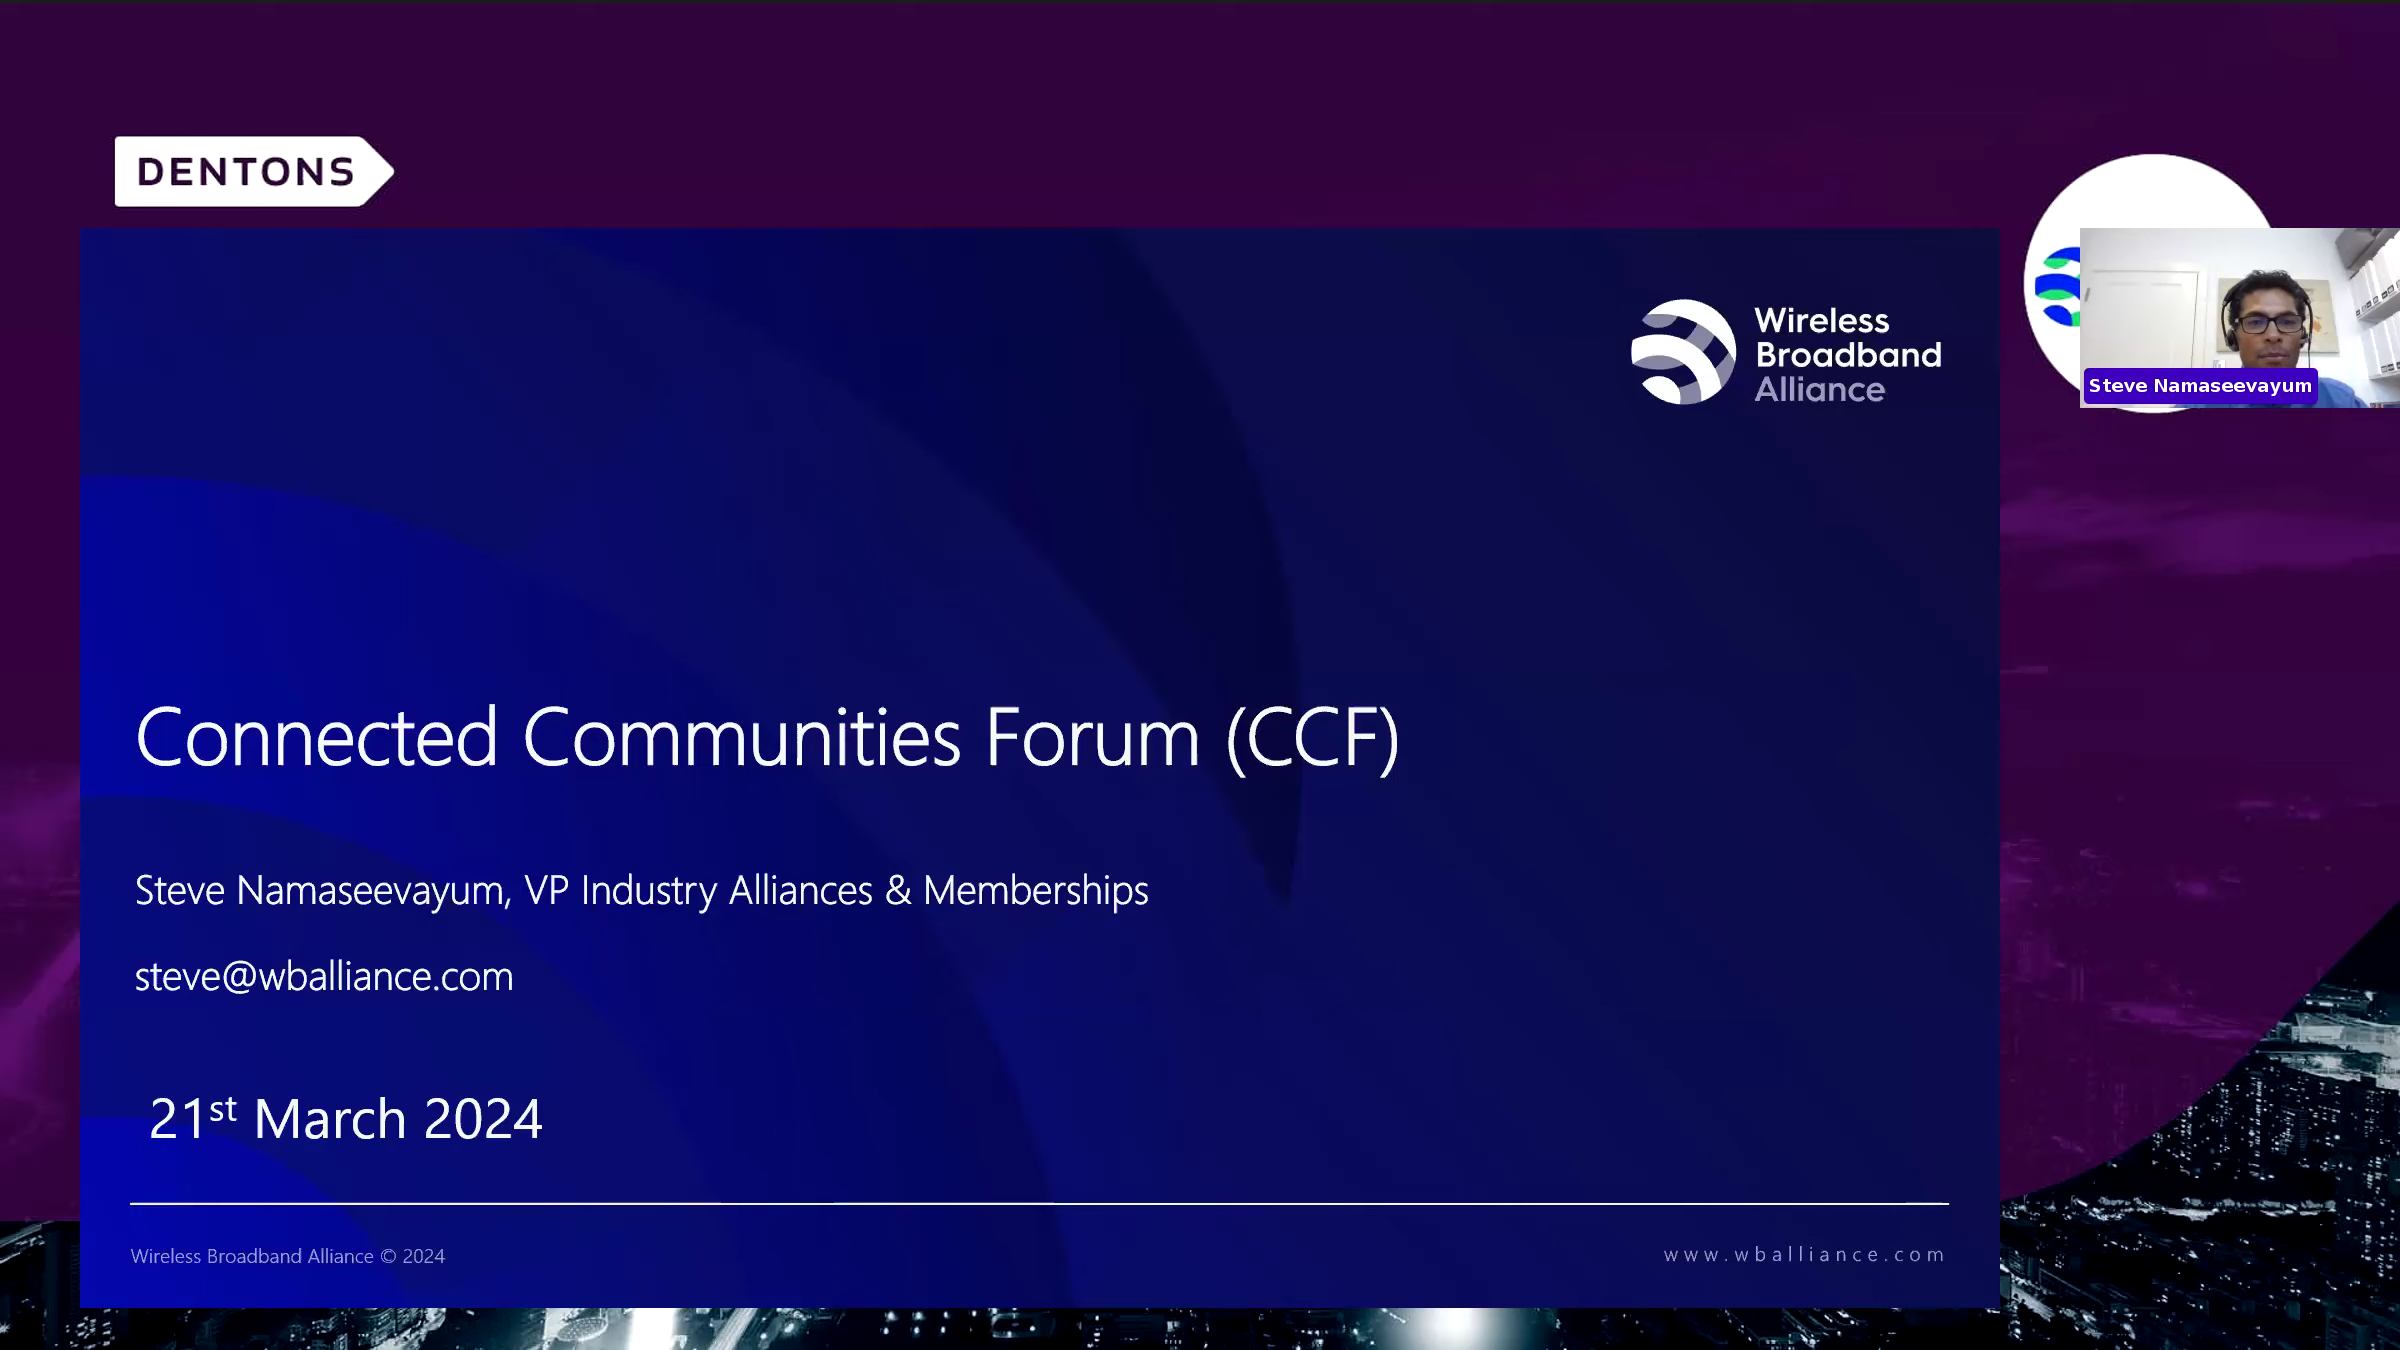 DENTONS
Wireless
Broadband
Alliance
Steve Namaseevayum
Connected Communities Forum (CCF)
Steve Namaseevayum, VP Industry Alliances & Memberships
steve@wballiance.com
21st March 2024
Wireless Broadband Alliance © 2024
www.wballiance.com